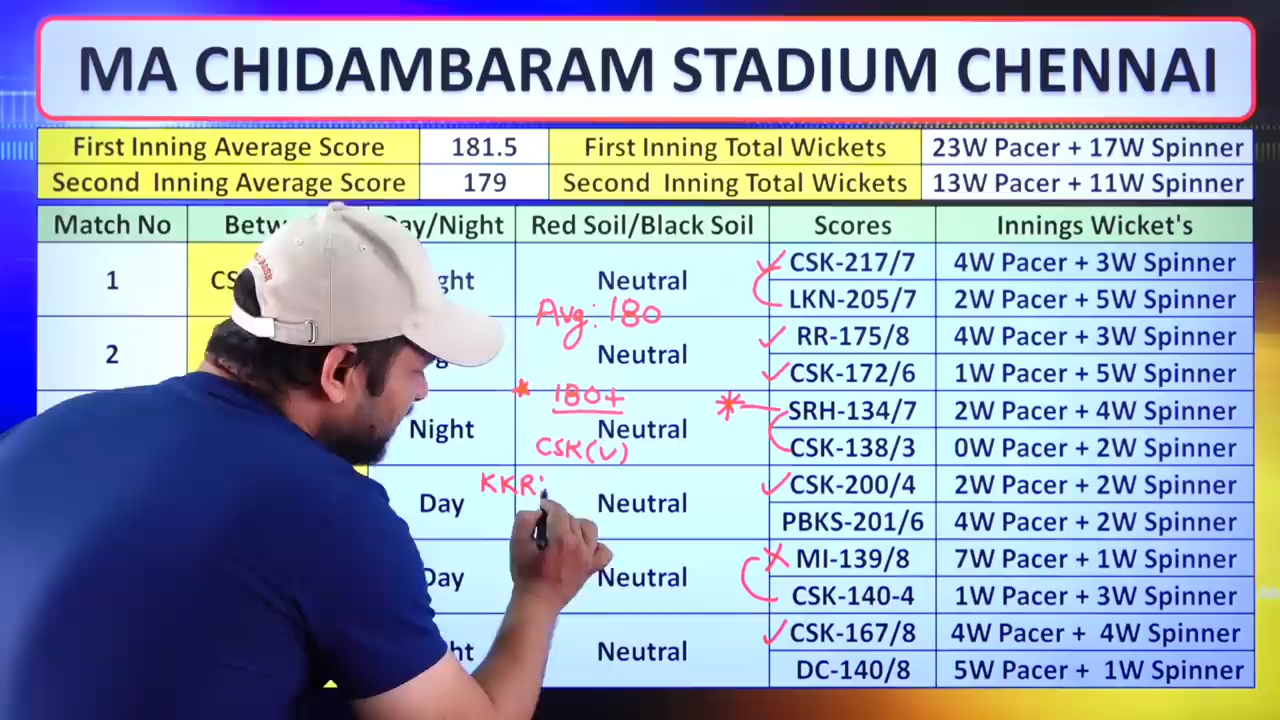 MA CHIDAMBARAM STADIUM CHENNAI
First Inning Average Score 181.5 First Inning Total Wickets 23W Pacer + 17W Spinner
Second Inning Average Score 179 Second Inning Total Wickets 13W Pacer + 11W Spinner
Match No Red Soil/Black Soil Scores Innings Wicket's
1 Neutral CSK-217/7 4W Pacer + 3W Spinner
LKN-205/7 2W Pacer + 5W Spinner
Avg: 180
2 Neutral RR-175/8 4W Pacer + 3W Spinner
CSK-172/6 1W Pacer + 5W Spinner
* 180+
Night Neutral * SRH-134/7 2W Pacer + 4W Spinner
CSK-138/3 0W Pacer + 2W Spinner
CSK(V)
KKR:
Day Neutral CSK-200/4 2W Pacer + 2W Spinner
PBKS-201/6 4W Pacer + 2W Spinner
Day Neutral MI-139/8 7W Pacer + 1W Spinner
CSK-140-4 1W Pacer + 3W Spinner
Neutral CSK-167/8 4W Pacer + 4W Spinner
DC-140/8 5W Pacer + 1W Spinner